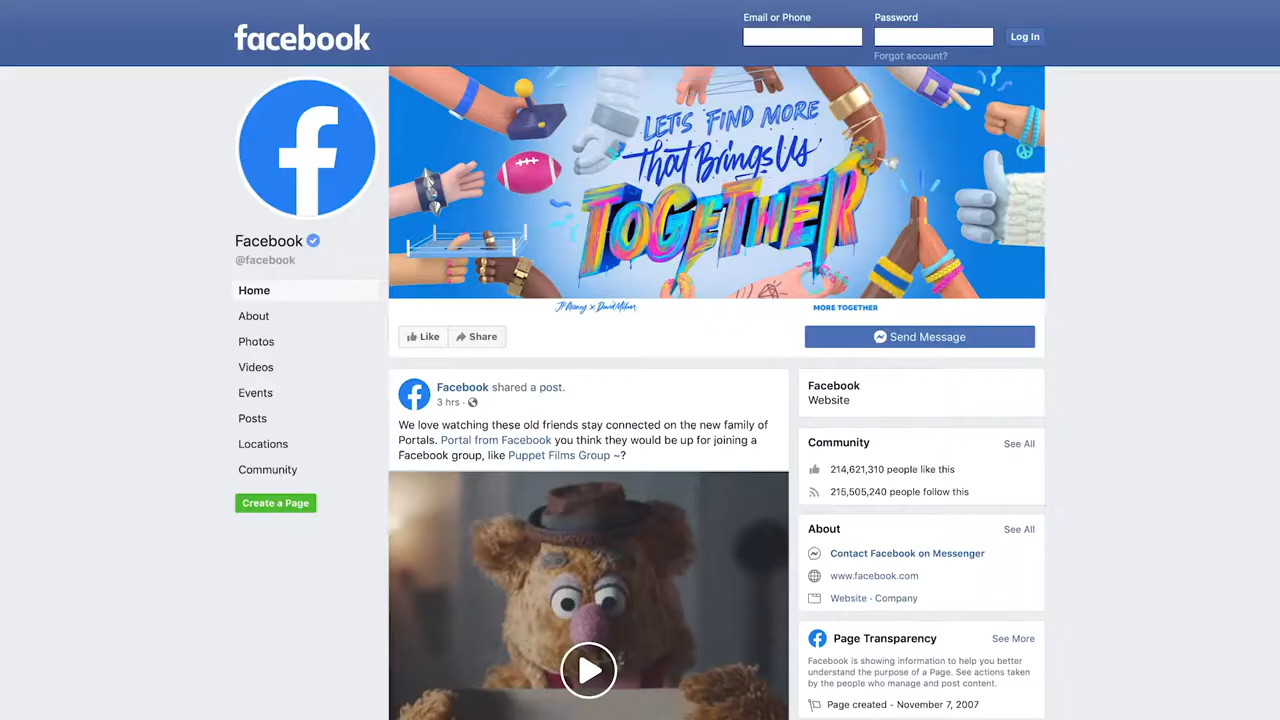 facebook
Email or Phone
Password
Log In
Forgot account?
LET'S FIND MORE
That Brings Us
TOGETHER
MORE TOGETHER
Facebook
@facebook
Home
About
Photos
Videos
Events
Posts
Locations
Community
Create a Page
Like
Share
Send Message
Facebook shared a post.
3 hrs ·
We love watching these old friends stay connected on the new family of
Portals. Portal from Facebook you think they would be up for joining a
Facebook group, like Puppet Films Group ~?
Facebook
Website
Community
See All
214,621,310 people like this
215,505,240 people follow this
About
See All
Contact Facebook on Messenger
www.facebook.com
Website · Company
Page Transparency
See More
Facebook is showing information to help you better
understand the purpose of a Page. See actions taken
by the people who manage and post content.
Page created - November 7, 2007